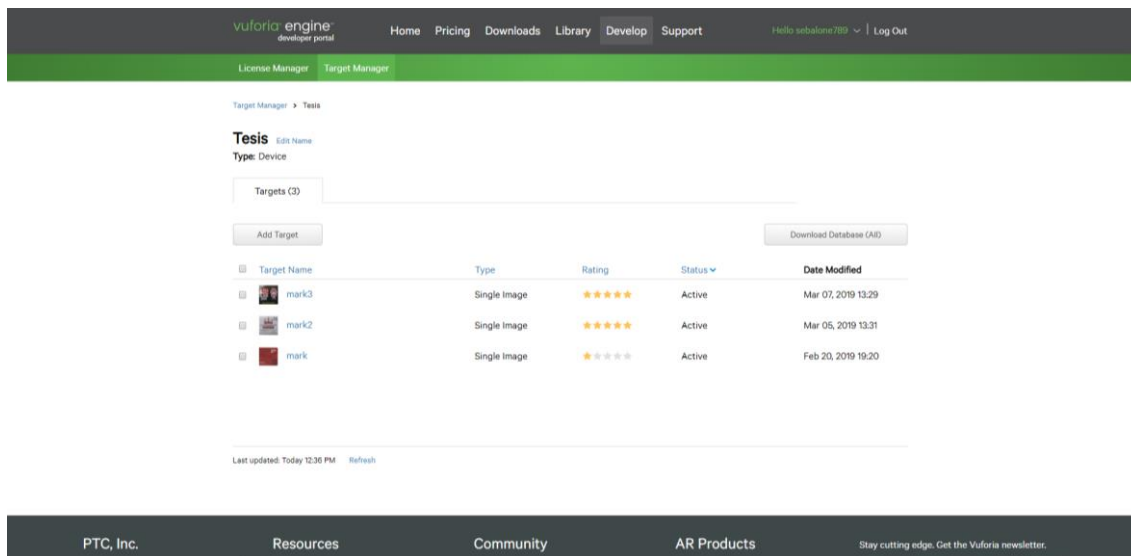 vuforia engine
developer portal
Home Pricing Downloads Library Develop Support Hello sebalone789 | Log Out
License Manager Target Manager
Target Manager > Tesis
Tesis Edit Name
Type: Device
Targets (3)
Add Target Download Database (All)
Target Name Type Rating Status Date Modified
mark3 Single Image Active Mar 07, 2019 13:29
mark2 Single Image Active Mar 05, 2019 13:31
mark Single Image Active Feb 20, 2019 19:20
Last updated: Today 12:36 PM Refresh
PTC, Inc. Resources Community AR Products Stay cutting edge. Get the Vuforia newsletter.